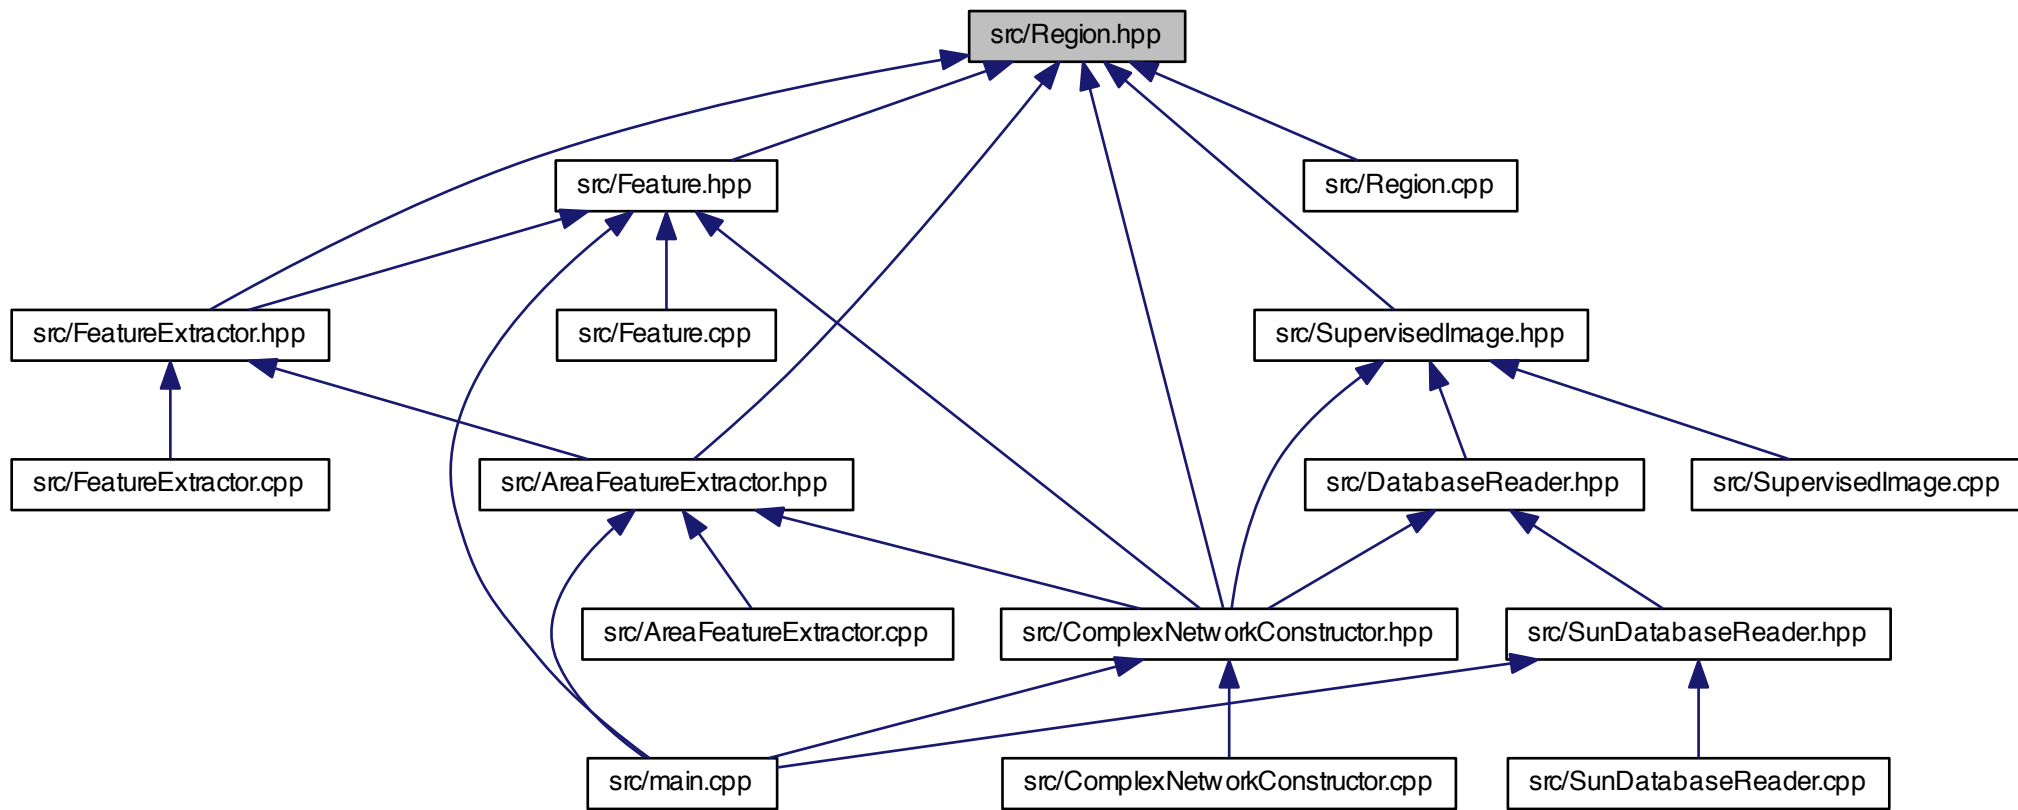 src/Region.hpp
src/Feature.hpp
src/Region.cpp
src/FeatureExtractor.hpp
src/Feature.cpp
src/SupervisedImage.hpp
src/FeatureExtractor.cpp
src/AreaFeatureExtractor.hpp
src/DatabaseReader.hpp
src/SupervisedImage.cpp
src/AreaFeatureExtractor.cpp
src/ComplexNetworkConstructor.hpp
src/SunDatabaseReader.hpp
src/main.cpp
src/ComplexNetworkConstructor.cpp
src/SunDatabaseReader.cpp